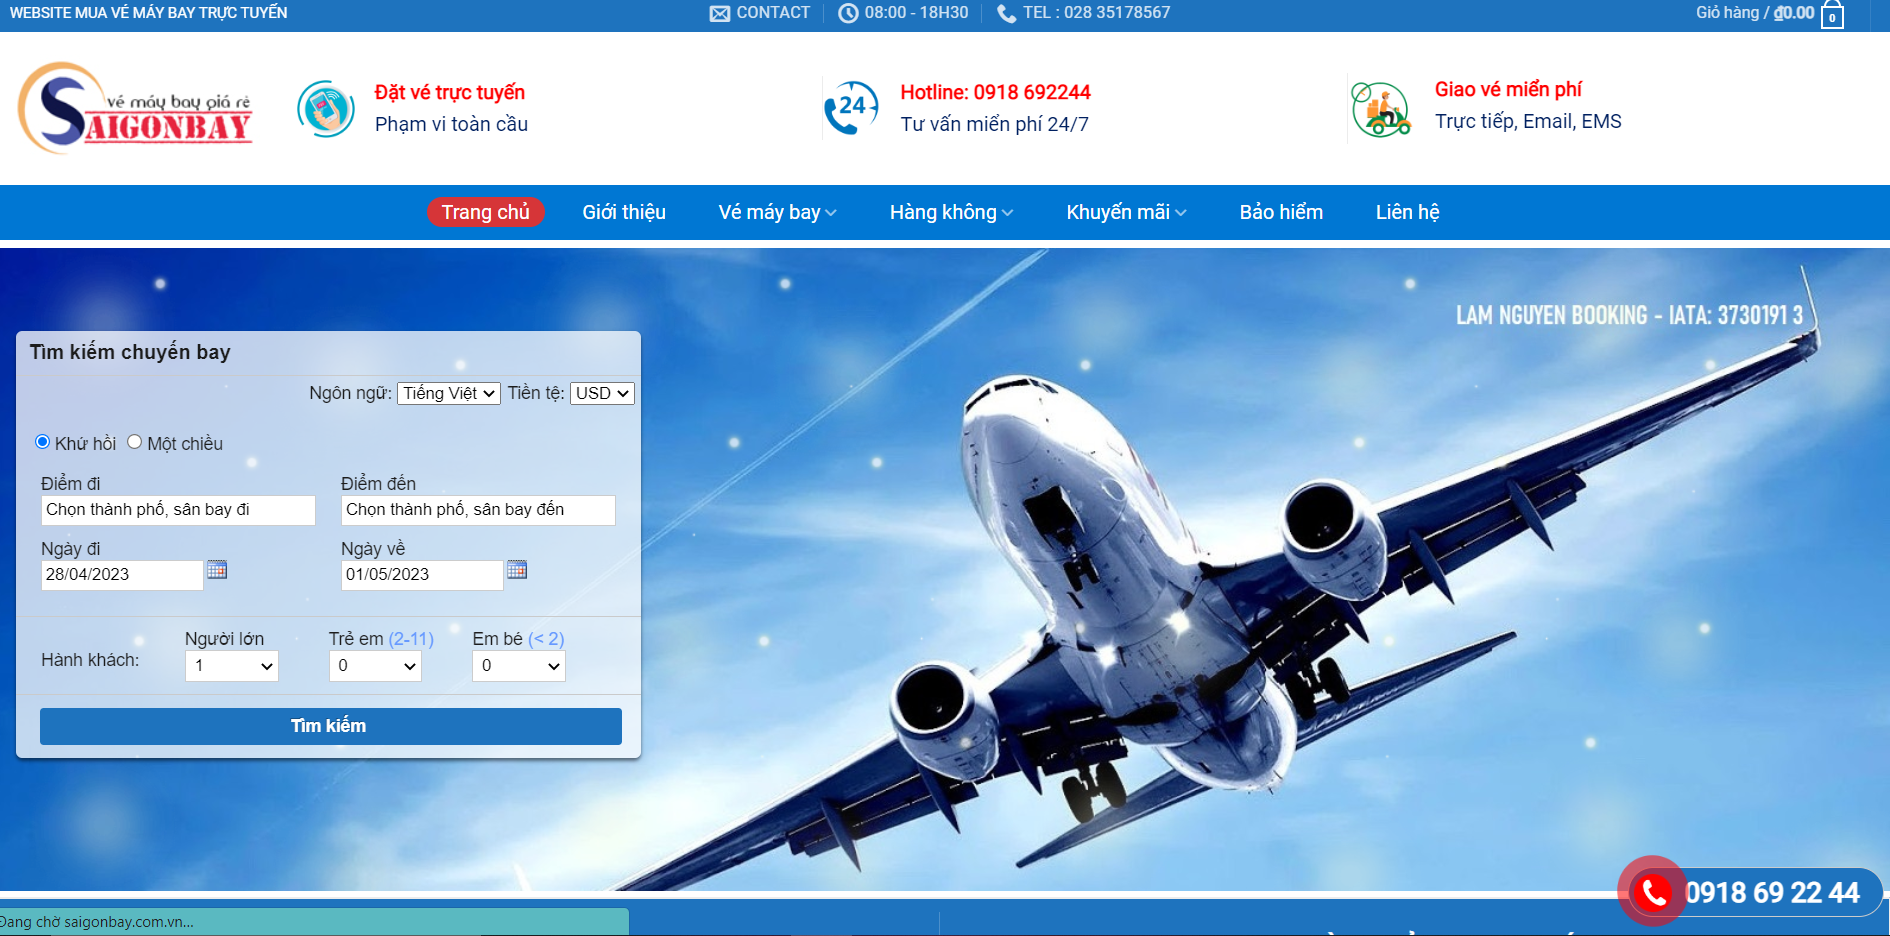 WEBSITE MUA VÉ MÁY BAY TRỰC TUYẾN
CONTACT
08:00 - 18H30
TEL : 028 35178567
Giỏ hàng / ₫0.00
0
vé máy bay giá rẻ
SAIGONBAY
Đặt vé trực tuyến
Phạm vi toàn cầu
24
Hotline: 0918 692244
Tư vấn miển phí 24/7
Giao vé miển phí
Trực tiếp, Email, EMS
Trang chủ
Giới thiệu
Vé máy bay
Hàng không
Khuyến mãi
Bảo hiểm
Liên hệ
LAM NGUYEN BOOKING - IATA: 3730191 3
Tìm kiếm chuyến bay
Ngôn ngữ: Tiếng Việt Tiền tệ: USD
Khứ hồi Một chiều
Điểm đi Điểm đến
Chọn thành phố, sân bay đi Chọn thành phố, sân bay đến
Ngày đi Ngày về
28/04/2023 01/05/2023
Người lớn Trẻ em (2-11) Em bé (< 2)
Hành khách: 1 0 0
Tìm kiếm
0918 69 22 44
Đang chờ saigonbay.com.vn...